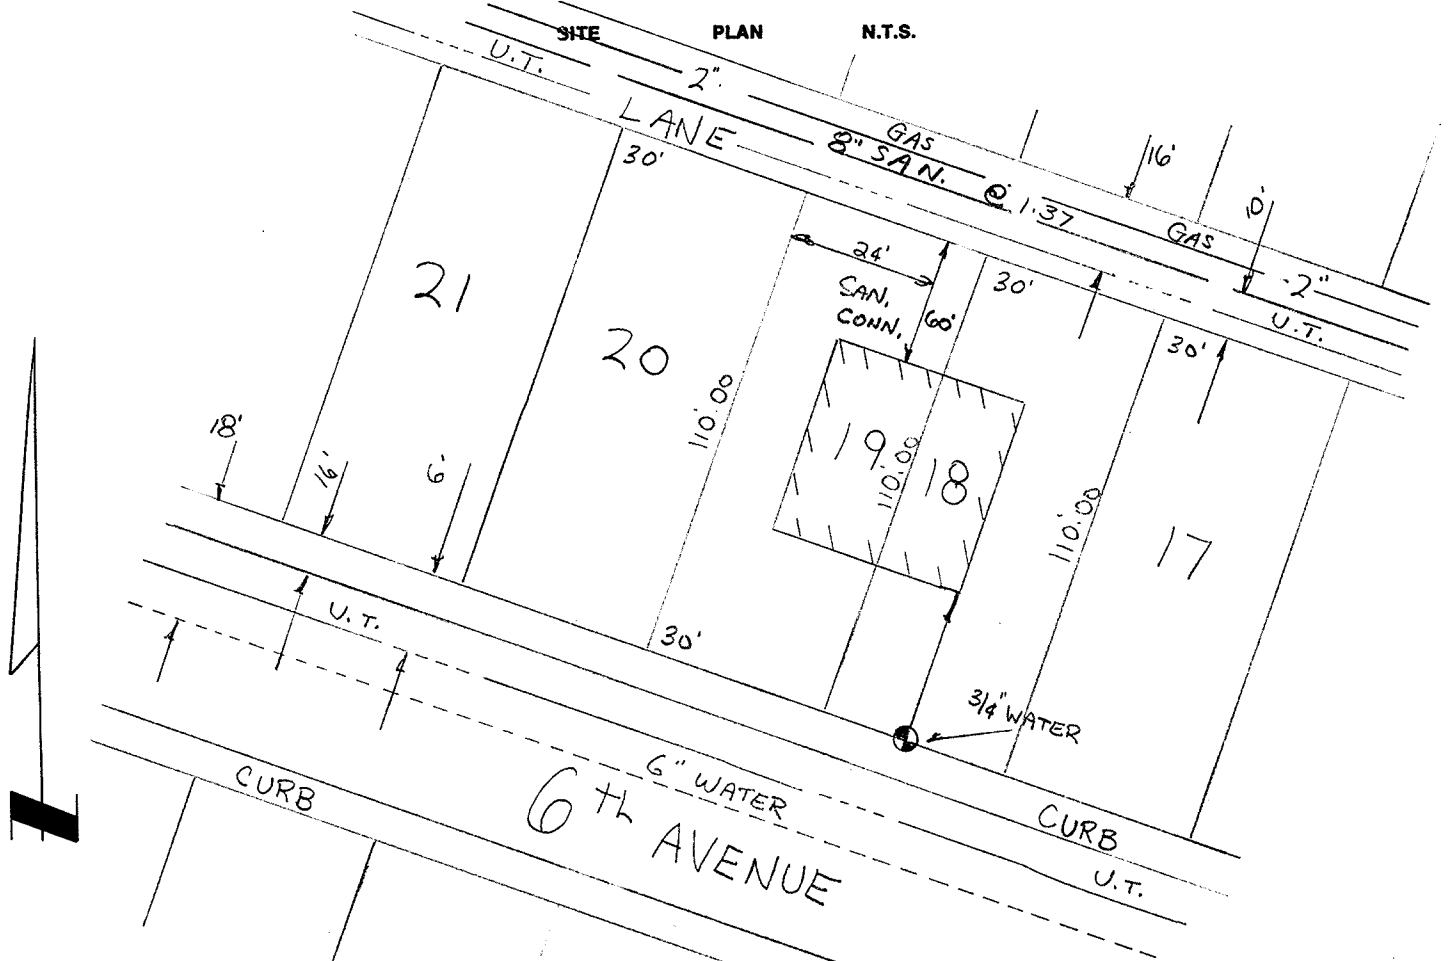 SITE PLAN N.T.S.
U.T.
2"
LANE
GAS
8" SAN. @ 1.37
16'
GAS
2"
U.T.
30'
24'
SAN.
CONN.
60'
30'
30'
21
20
110.00
19
110.00
18
110.00
17
18'
16'
6'
U.T.
30'
3/4" WATER
6" WATER
CURB
6th AVENUE
CURB
U.T.